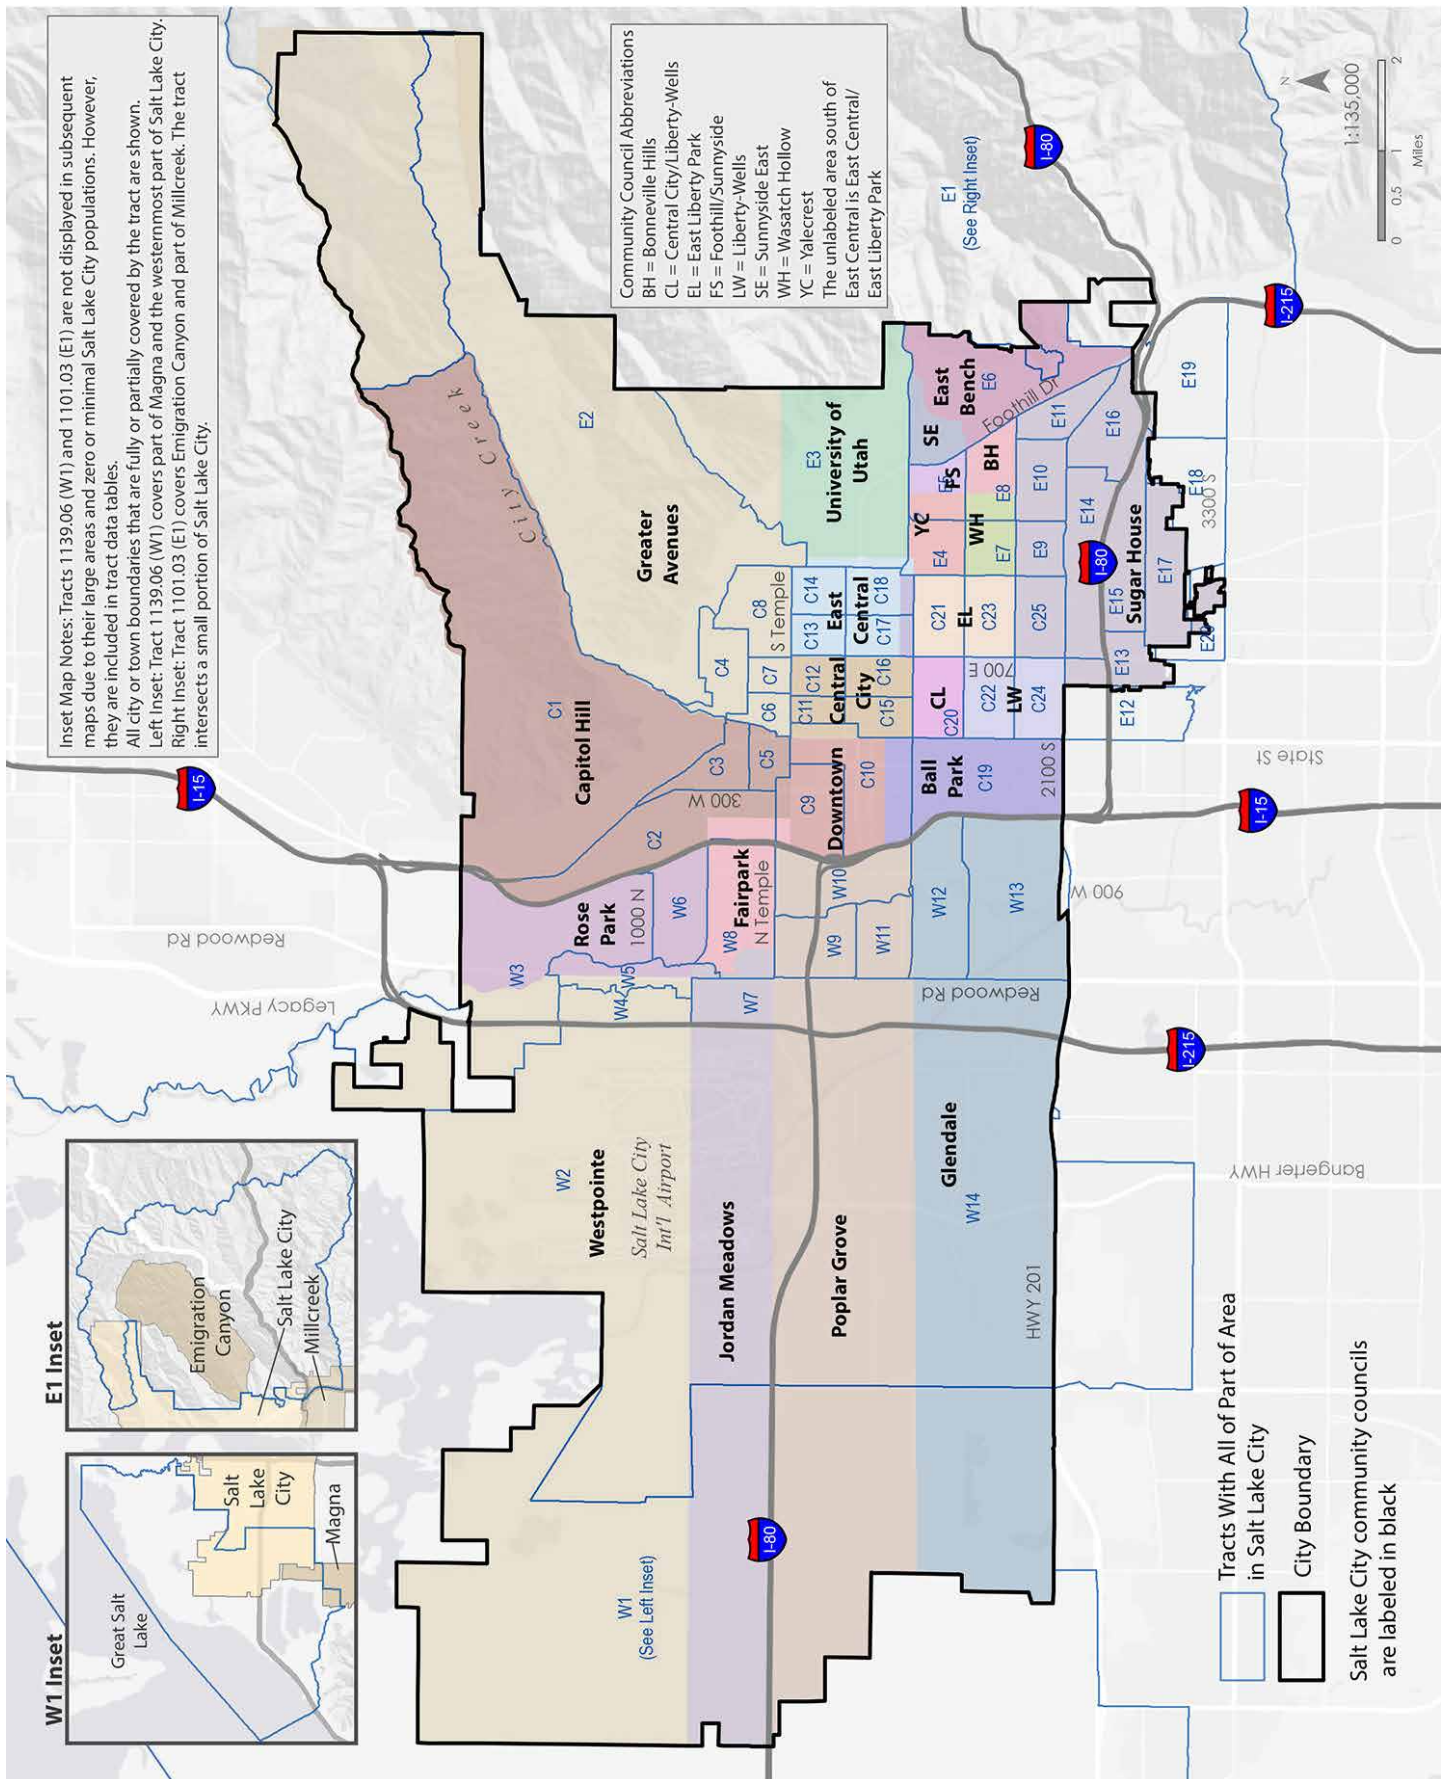 W1 Inset
Great Salt
Lake
Salt
Lake
City
Magna
E1 Inset
Emigration
Canyon
Salt Lake City
Millcreek
Inset Map Notes: Tracts 1139.06 (W1) and 1101.03 (E1) are not displayed in subsequent
maps due to their large areas and zero or minimal Salt Lake City populations. However,
they are included in tract data tables.
All city or town boundaries that are fully or partially covered by the tract are shown.
Left Inset: Tract 1139.06 (W1) covers part of Magna and the westernmost part of Salt Lake City.
Right Inset: Tract 1101.03 (E1) covers Emigration Canyon and part of Millcreek. The tract
intersects a small portion of Salt Lake City.
Community Council Abbreviations
BH = Bonneville Hills
CL = Central City/Liberty-Wells
EL = East Liberty Park
FS = Foothill/Sunnyside
LW = Liberty-Wells
SE = Sunnyside East
WH = Wasatch Hollow
YC = Yalecrest
The unlabeled area south of
East Central is East Central/
East Liberty Park
I-15
Legacy PKWY
Redwood Rd
City Creek
Westpointe
W2
Salt Lake City
Int'l Airport
W1
(See Left Inset)
W3
Rose
Park
1000 N
W4
W5
W6
Capitol Hill
C1
C2
300 W
C3
C4
C5
C6
C7
C8
S Temple
Greater
Avenues
E2
Jordan Meadows
W7
W8
Fairpark
N Temple
I-80
Poplar Grove
W9
W10
W11
Downtown
C9
C10
C11
C12
Central
City
C15
C16
C13
C14
East
Central
C17
C18
E3
University of
Utah
Glendale
W14
HWY 201
Redwood Rd
W12
W13
900 W
Ball
Park
C19
2100 S
CL
C20
C21
EL
C22
C23
700 E
LW
C24
C25
YC
E4
E5
FS
SE
East
Bench
E6
Foothill Dr
WH
E7
E8
BH
E9
E10
E11
E12
E13
E14
E15
E16
E17
Sugar House
I-80
E18
3300 S
E19
E20
E1
(See Right Inset)
I-80
I-215
I-15
State St
I-215
Bangerter HWY
Tracts With All of Part of Area
in Salt Lake City
City Boundary
Salt Lake City community councils
are labeled in black
N
1:135,000
0 0.5 1 2
Miles